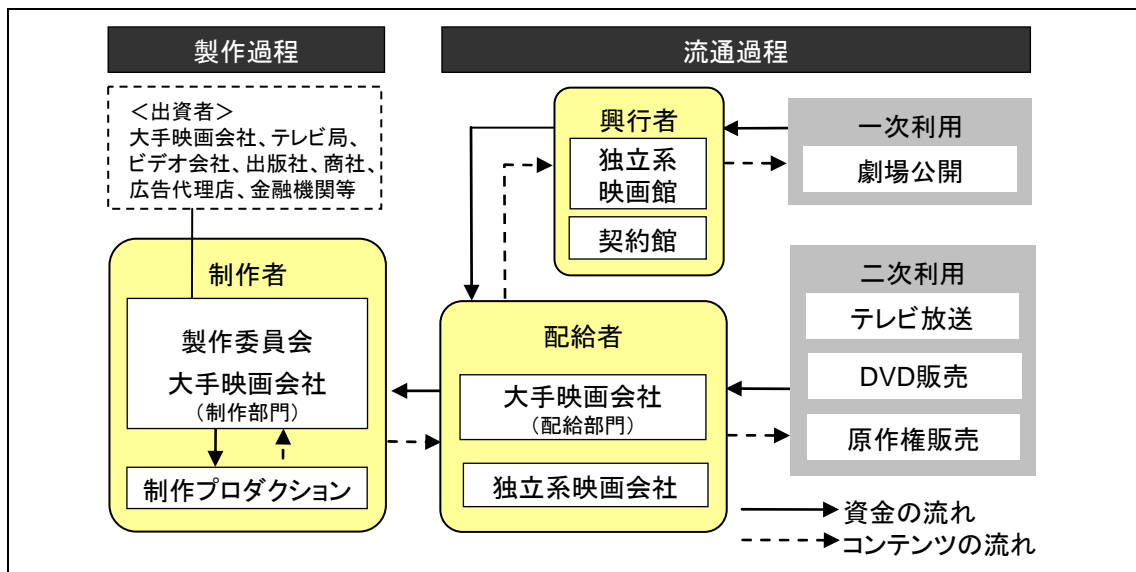 製作過程
流通過程
<出資者>
大手映画会社、テレビ局、
ビデオ会社、出版社、商社、
広告代理店、金融機関等
制作者
製作委員会
大手映画会社
（制作部門）
制作プロダクション
興行者
独立系
映画館
契約館
配給者
大手映画会社
（配給部門）
独立系映画会社
一次利用
劇場公開
二次利用
テレビ放送
DVD販売
原作権販売
資金の流れ
コンテンツの流れ